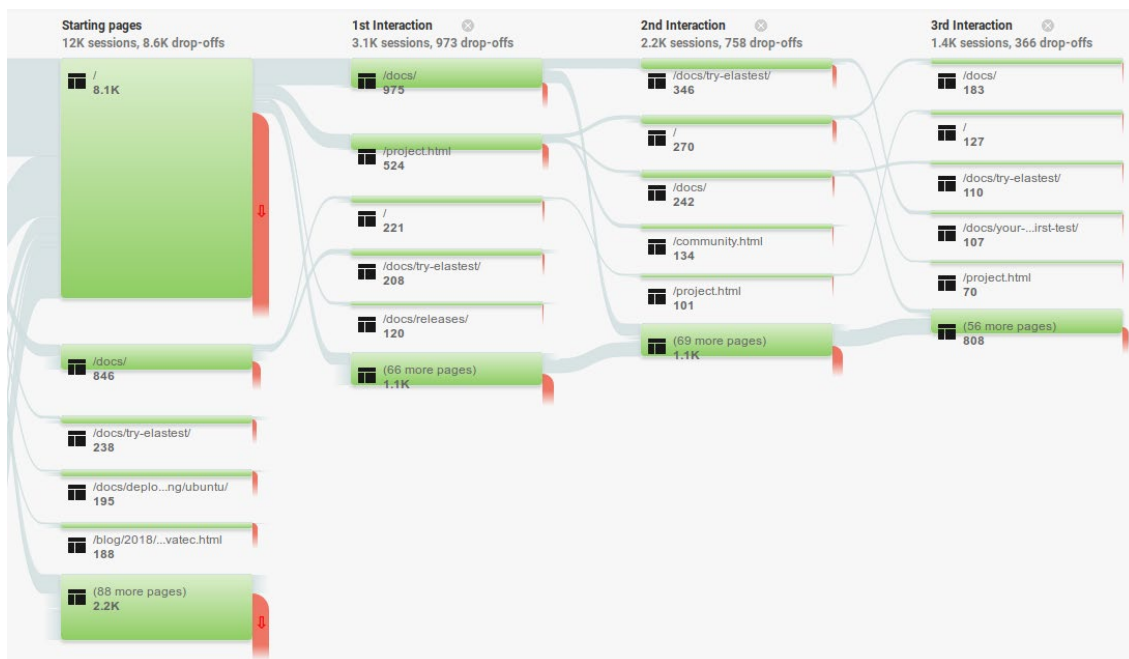 Starting pages
12K sessions, 8.6K drop-offs
/
8.1K
/docs/
846
/docs/try-elastest/
238
/docs/deplo...ng/ubuntu/
195
/blog/2018/...vatec.html
188
(88 more pages)
2.2K
1st Interaction
3.1K sessions, 973 drop-offs
/docs/
975
/project.html
524
/
221
/docs/try-elastest/
208
/docs/releases/
120
(66 more pages)
1.1K
2nd Interaction
2.2K sessions, 758 drop-offs
/docs/try-elastest/
346
/
270
/docs/
242
/community.html
134
/project.html
101
(69 more pages)
1.1K
3rd Interaction
1.4K sessions, 366 drop-offs
/docs/
183
/
127
/docs/try-elastest/
110
/docs/your-...irst-test/
107
/project.html
70
(56 more pages)
808